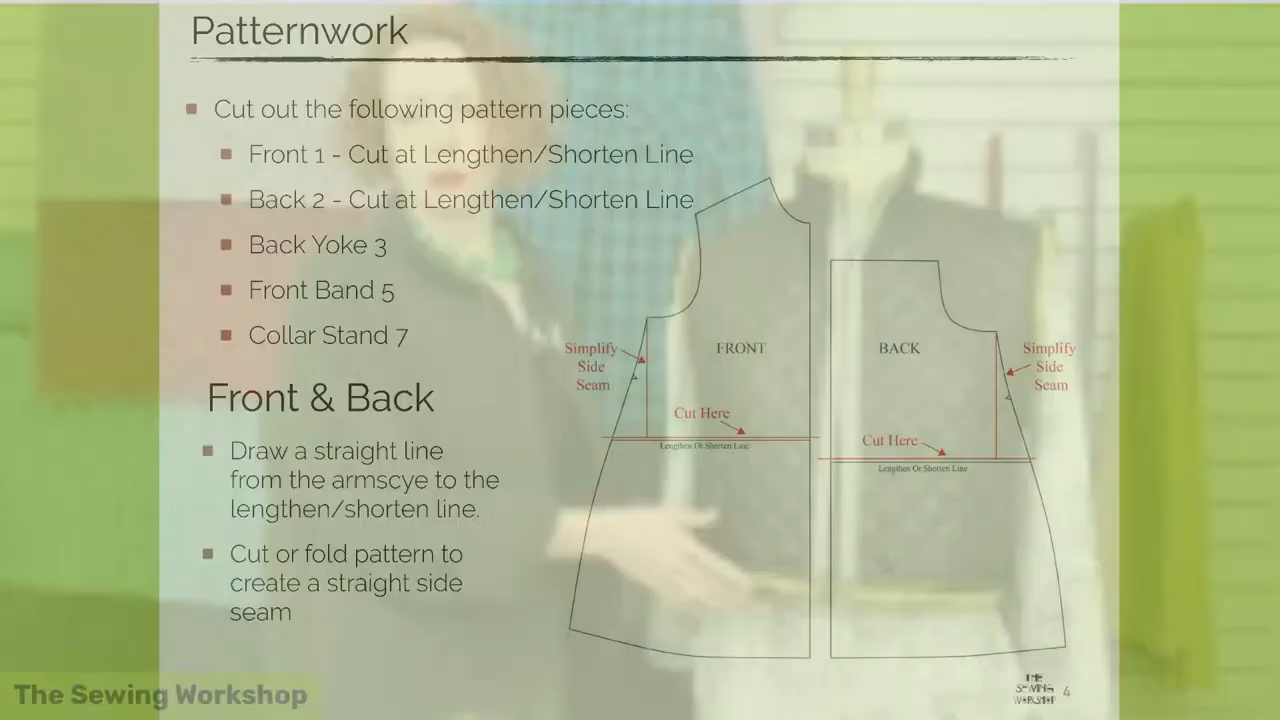 Patternwork
Cut out the following pattern pieces:
Front 1 - Cut at Lengthen/Shorten Line
Back 2 - Cut at Lengthen/Shorten Line
Back Yoke 3
Front Band 5
Collar Stand 7
Front & Back
Draw a straight line
from the armscye to the
lengthen/shorten line.
Cut or fold pattern to
create a straight side
seam
Simplify
Side
Seam
FRONT
Cut Here
Lengthen Or Shorten Line
BACK
Simplify
Side
Seam
Cut Here
Lengthen Or Shorten Line
THE
SEWING
WORKSHOP
4
The Sewing Workshop